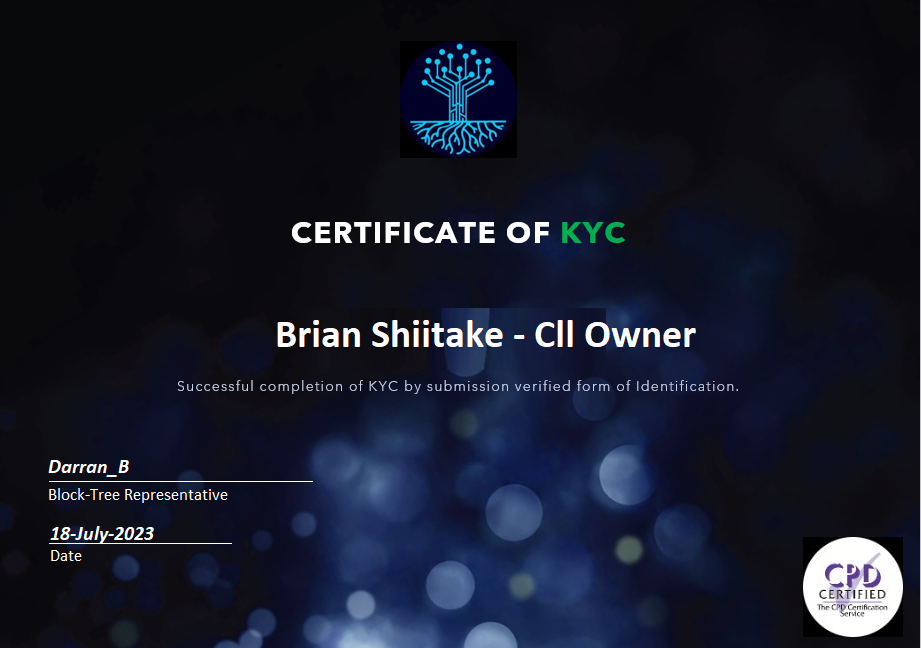 CERTIFICATE OF KYC
Brian Shiitake - Cll Owner
Successful completion of KYC by submission verified form of Identification.
Darran_B
Block-Tree Representative
18-July-2023
Date
CPD
CERTIFIED
The CPD Certification
Service